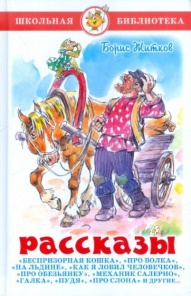 ШКОЛЬНАЯ БИБЛИОТЕКА
Борис Житков
Рассказы
«БЕСПРИЗОРНАЯ КОШКА», «ПРО ВОЛКА»,
«НА ЛЬДИНЕ», «КАК Я ЛОВИЛ ЧЕЛОВЕЧКОВ»,
«ПРО ОБЕЗЬЯНКУ», «МЕХАНИК САЛЕРНО»,
«ГАЛКА», «ПУДЯ», «ПРО СЛОНА» И ДРУГИЕ...